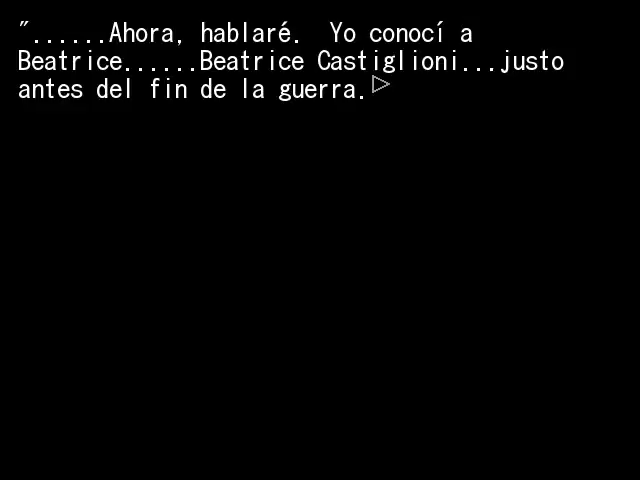 "......Ahora, hablaré.  Yo conocí a
Beatrice......Beatrice Castiglioni...justo
antes del fin de la guerra.